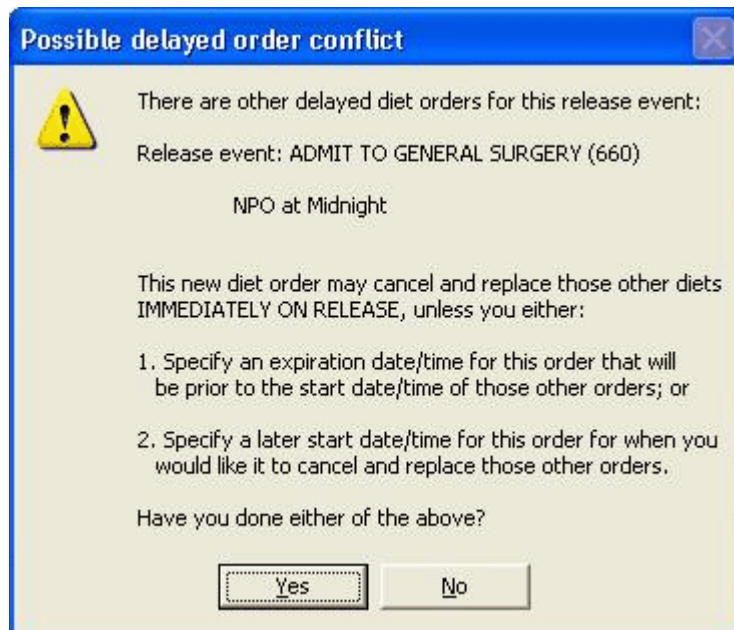 Possible delayed order conflict
There are other delayed diet orders for this release event:
Release event: ADMIT TO GENERAL SURGERY (660)
NPO at Midnight
This new diet order may cancel and replace those other diets
IMMEDIATELY ON RELEASE, unless you either:
1. Specify an expiration date/time for this order that will
be prior to the start date/time of those other orders; or
2. Specify a later start date/time for this order for when you
would like it to cancel and replace those other orders.
Have you done either of the above?
Yes
No